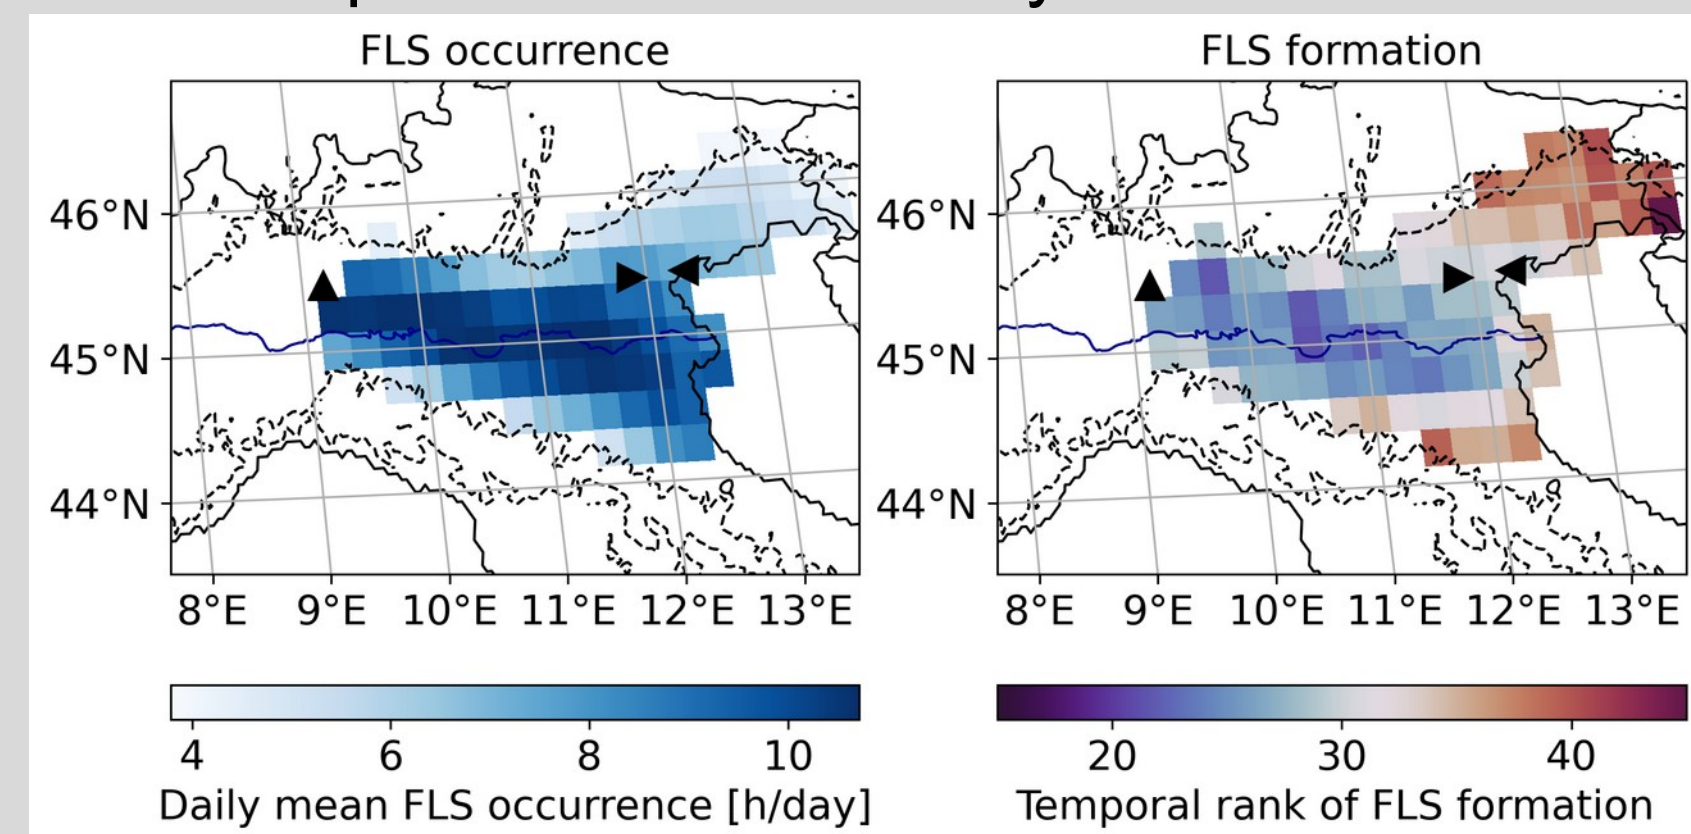 FLS occurrence
46°N
45°N
44°N
8°E 9°E 10°E 11°E 12°E 13°E
4 6 8 10
Daily mean FLS occurrence [h/day]
FLS formation
46°N
45°N
44°N
8°E 9°E 10°E 11°E 12°E 13°E
20 30 40
Temporal rank of FLS formation